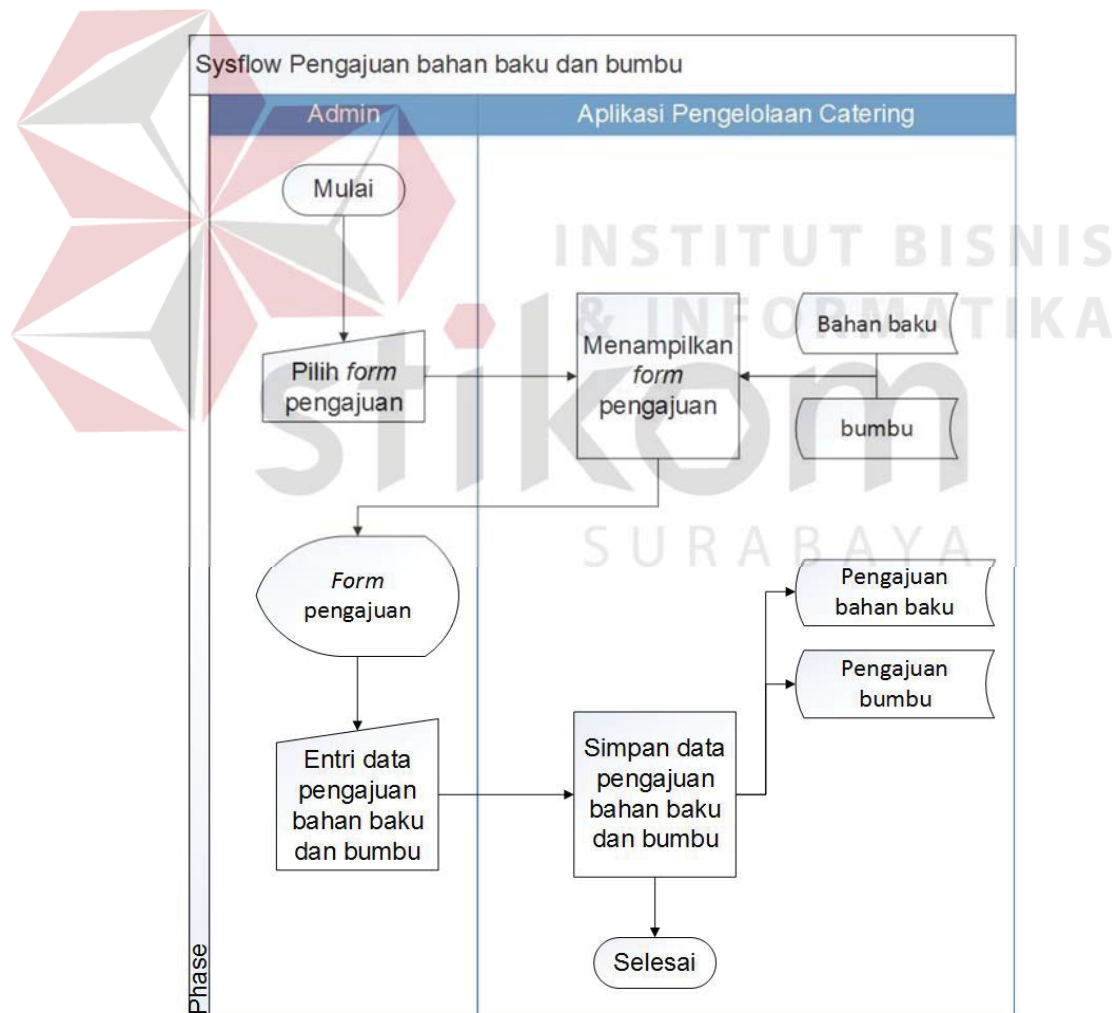 Sysflow Pengajuan bahan baku dan bumbu
Admin
Aplikasi Pengelolaan Catering
Mulai
INSTITUT BISNIS
& INFORMATIKA
stikom
SURABAYA
Pilih form
pengajuan
Menampilkan
form
pengajuan
Bahan baku
bumbu
Form
pengajuan
Pengajuan
bahan baku
Pengajuan
bumbu
Entri data
pengajuan
bahan baku
dan bumbu
Simpan data
pengajuan
bahan baku
dan bumbu
Selesai
Phase